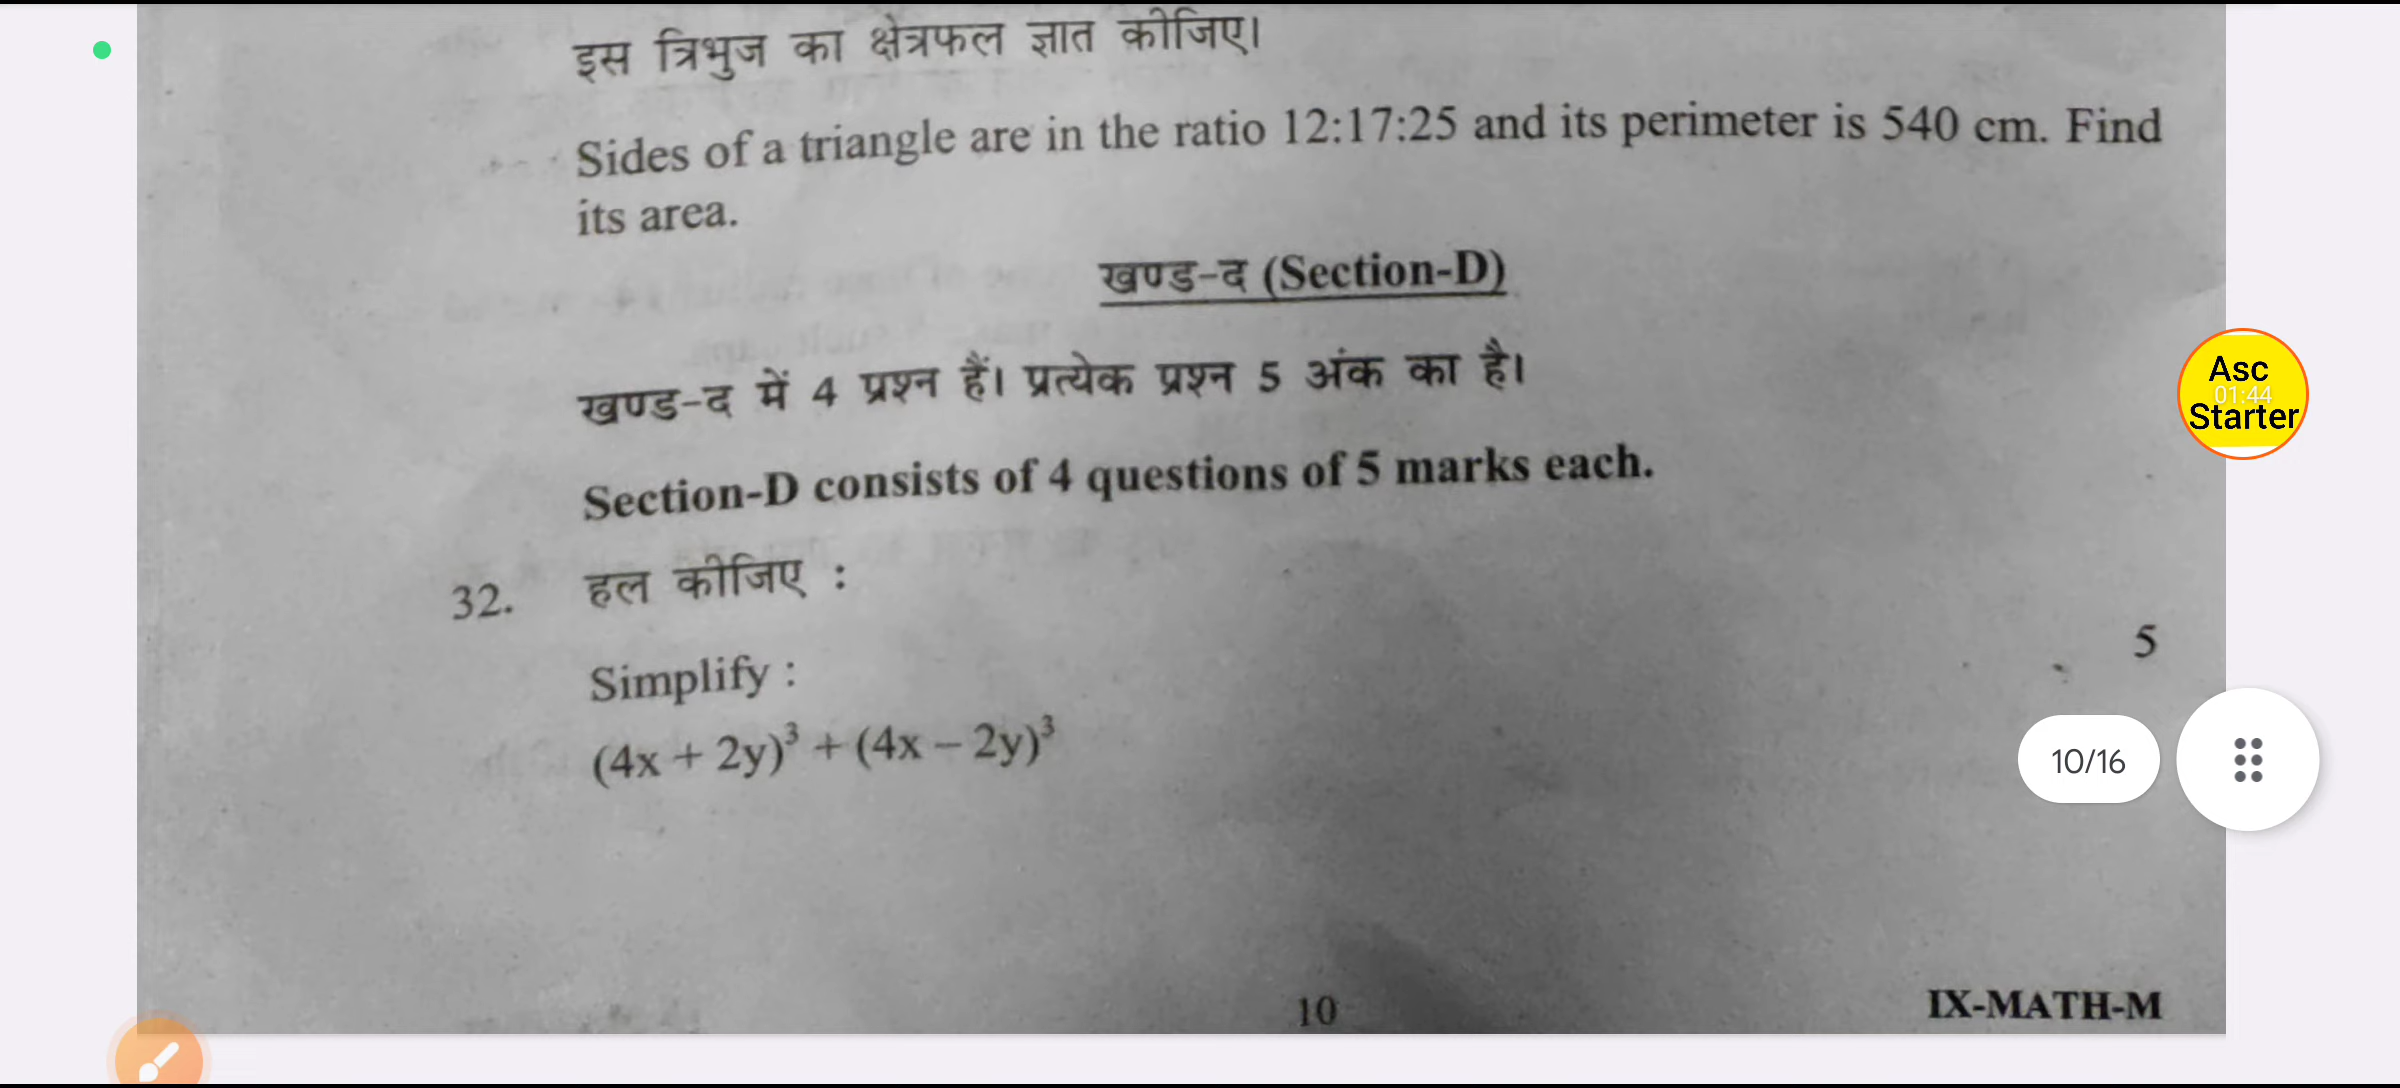 इस त्रिभुज का क्षेत्रफल ज्ञात कीजिए।
Sides of a triangle are in the ratio 12:17:25 and its perimeter is 540 cm. Find
its area.
खण्ड-द (Section-D)
खण्ड-द में 4 प्रश्न हैं। प्रत्येक प्रश्न 5 अंक का है।
Section-D consists of 4 questions of 5 marks each.
32. हल कीजिए :
5
Simplify :
(4x + 2y)³ + (4x – 2y)³
10
IX-MATH-M
Asc
01:44
Starter
10/16